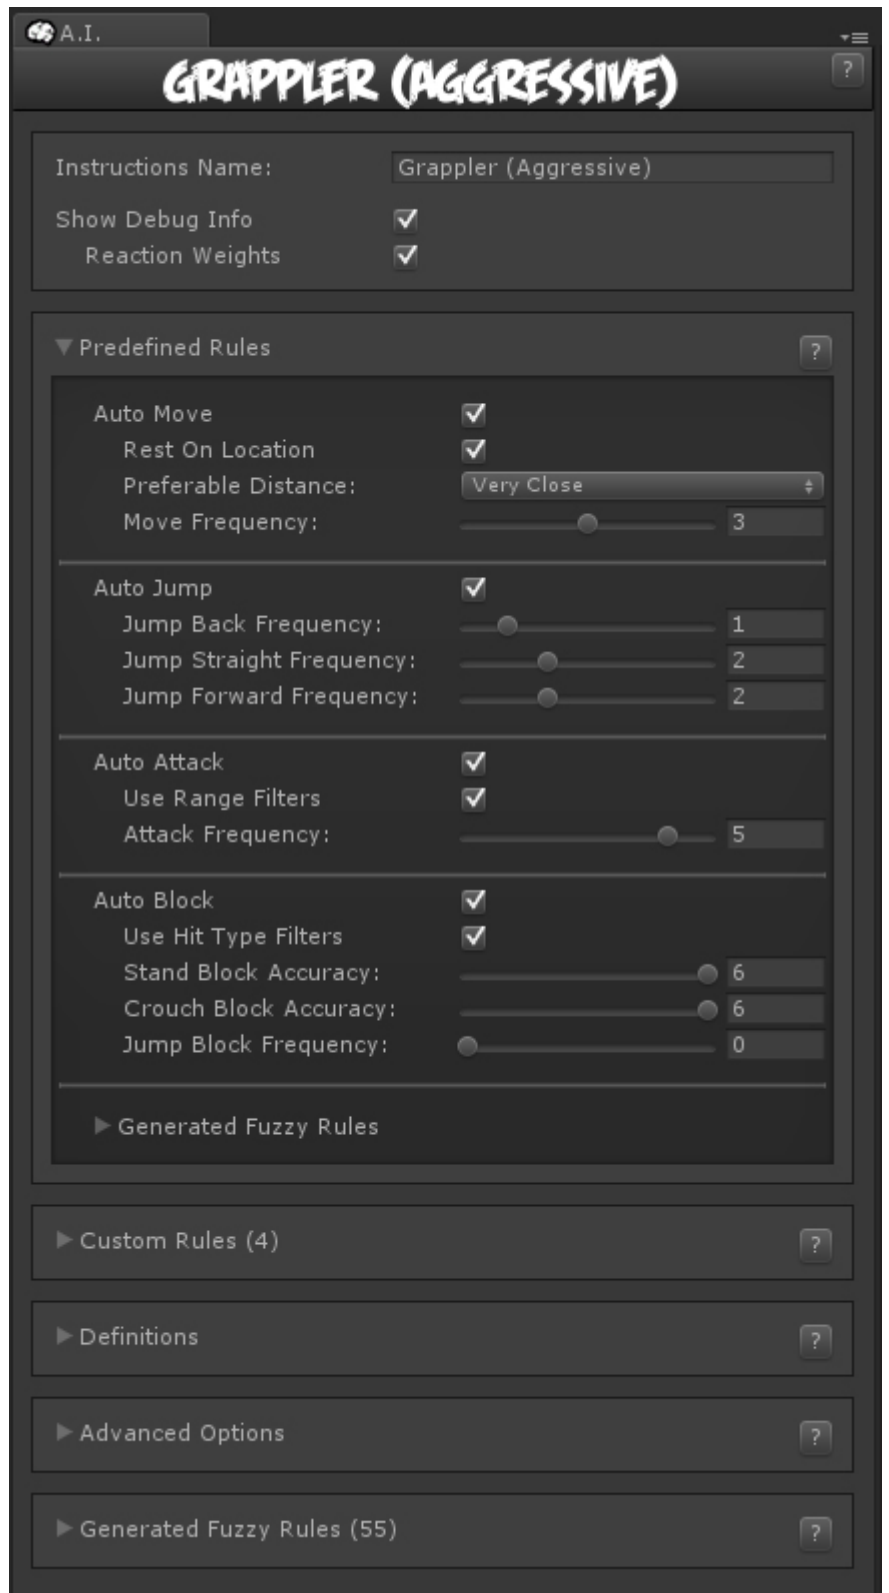 A.I.
GRAPPLER (AGGRESSIVE)
?
Instructions Name: Grappler (Aggressive)
Show Debug Info
Reaction Weights
Predefined Rules ?
Auto Move
Rest On Location
Preferable Distance: Very Close
Move Frequency: 3
Auto Jump
Jump Back Frequency: 1
Jump Straight Frequency: 2
Jump Forward Frequency: 2
Auto Attack
Use Range Filters
Attack Frequency: 5
Auto Block
Use Hit Type Filters
Stand Block Accuracy: 6
Crouch Block Accuracy: 6
Jump Block Frequency: 0
Generated Fuzzy Rules
Custom Rules (4) ?
Definitions ?
Advanced Options ?
Generated Fuzzy Rules (55) ?